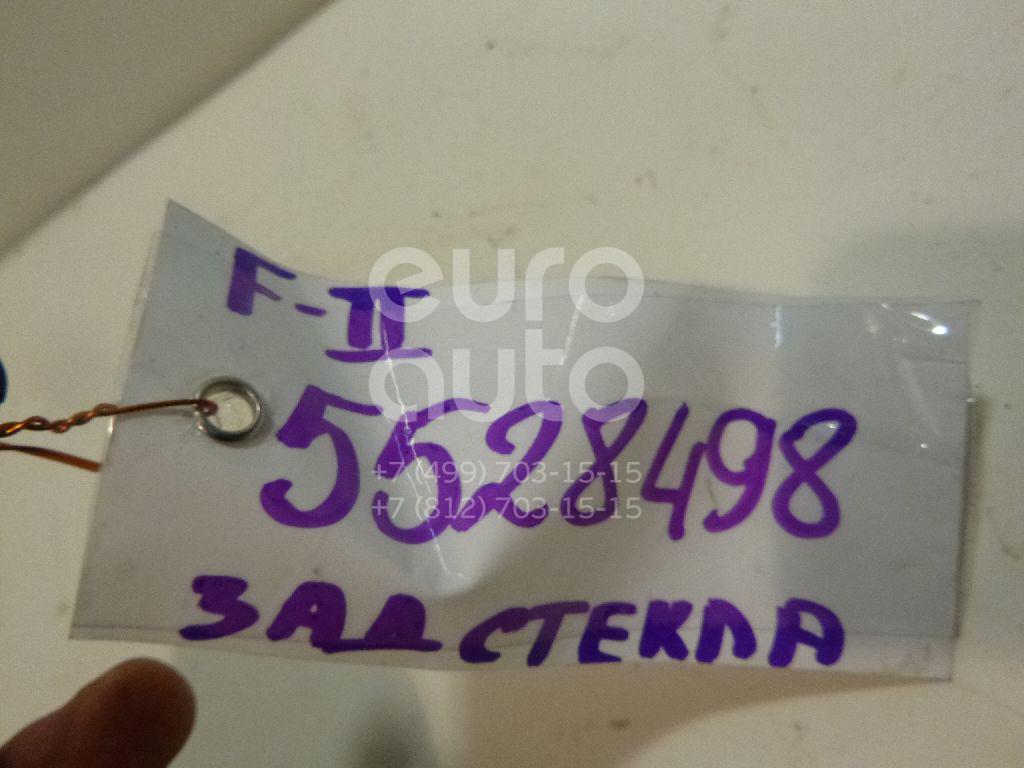 F-II
euro
auto
5528498
+7 (499) 703-15-15
+7 (812) 703-15-15
ЗАД СТЕКЛА